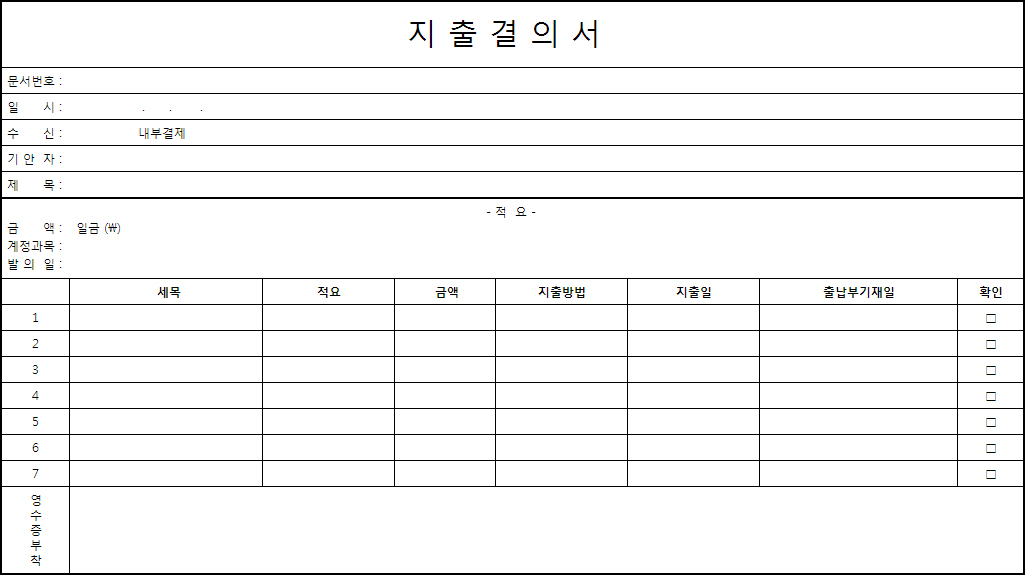 지 출 결 의 서
문서번호 :
일 시 : . . .
수 신 : 내부결제
기 안 자 :
제 목 :
- 적 요 -
금 액 : 일금 (₩)
계정과목 :
발 의 일 :
세목 적요 금액 지출방법 지출일 출납부기재일 확인
1 □
2 □
3 □
4 □
5 □
6 □
7 □
영
수
증
부
착